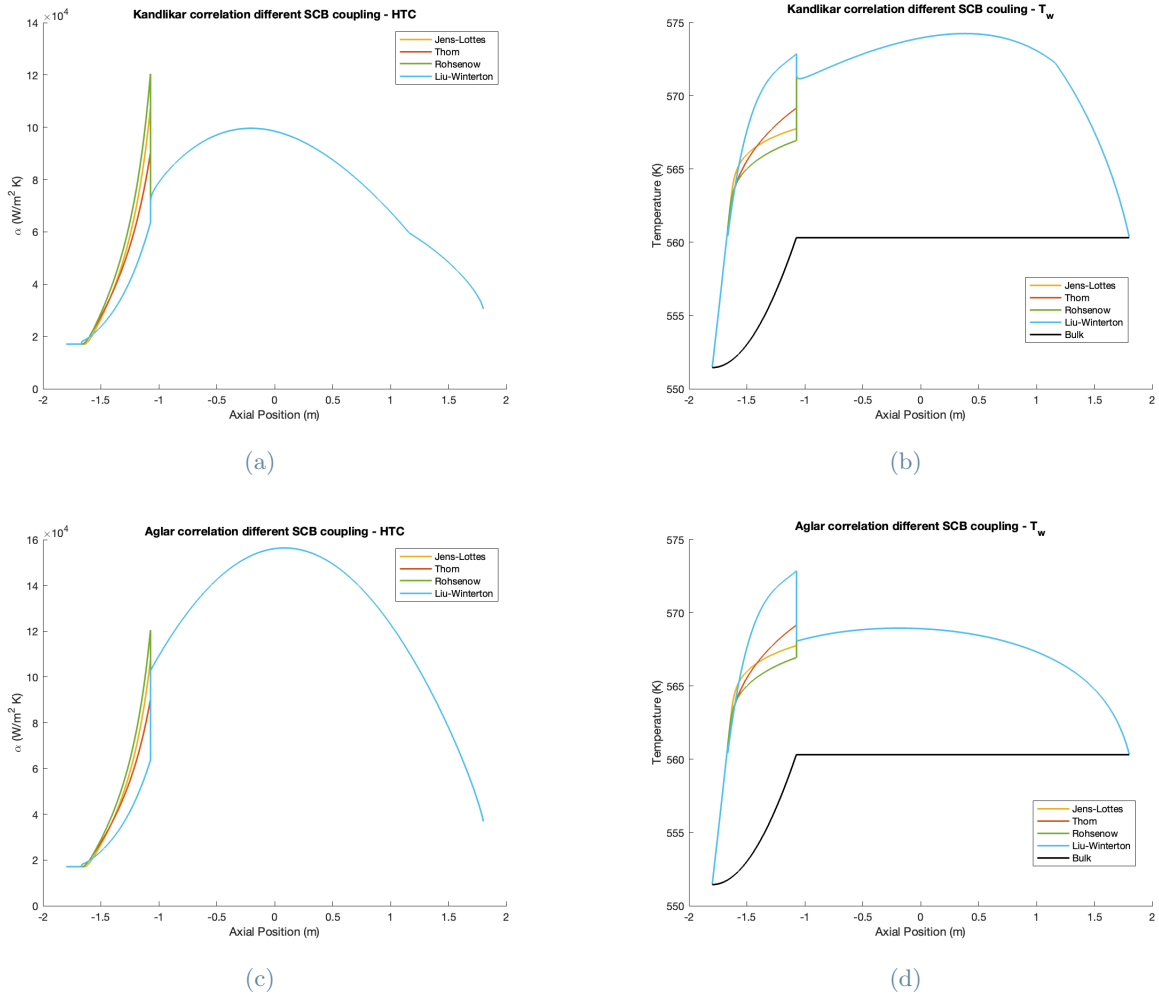 Kandlikar correlation different SCB coupling - HTC
×10⁴
14
12
10
8
6
4
2
0
α (W/m² K)
-2
-1.5
-1
-0.5
0
0.5
1
1.5
2
Axial Position (m)
Jens-Lottes
Thom
Rohsenow
Liu-Winterton
(a)
Kandlikar correlation different SCB couling - T_w
575
570
565
560
555
550
Temperature (K)
-2
-1.5
-1
-0.5
0
0.5
1
1.5
2
Axial Position (m)
Jens-Lottes
Thom
Rohsenow
Liu-Winterton
Bulk
(b)
Aglar correlation different SCB coupling - HTC
×10⁴
16
14
12
10
8
6
4
2
0
α (W/m² K)
-2
-1.5
-1
-0.5
0
0.5
1
1.5
2
Axial Position (m)
Jens-Lottes
Thom
Rohsenow
Liu-Winterton
(c)
Aglar correlation different SCB coupling - T_w
575
570
565
560
555
550
Temperature (K)
-2
-1.5
-1
-0.5
0
0.5
1
1.5
2
Axial Position (m)
Jens-Lottes
Thom
Rohsenow
Liu-Winterton
Bulk
(d)